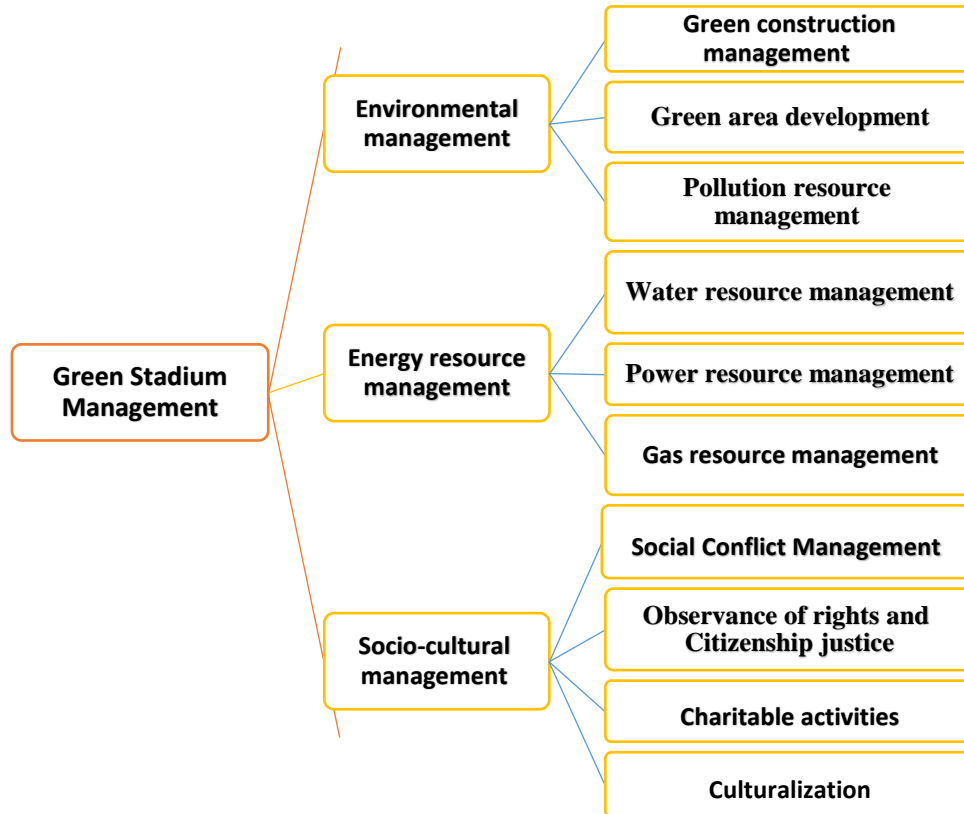 Green Stadium
Management
Environmental
management
Green construction
management
Green area development
Pollution resource
management
Energy resource
management
Water resource management
Power resource management
Gas resource management
Socio-cultural
management
Social Conflict Management
Observance of rights and
Citizenship justice
Charitable activities
Culturalization